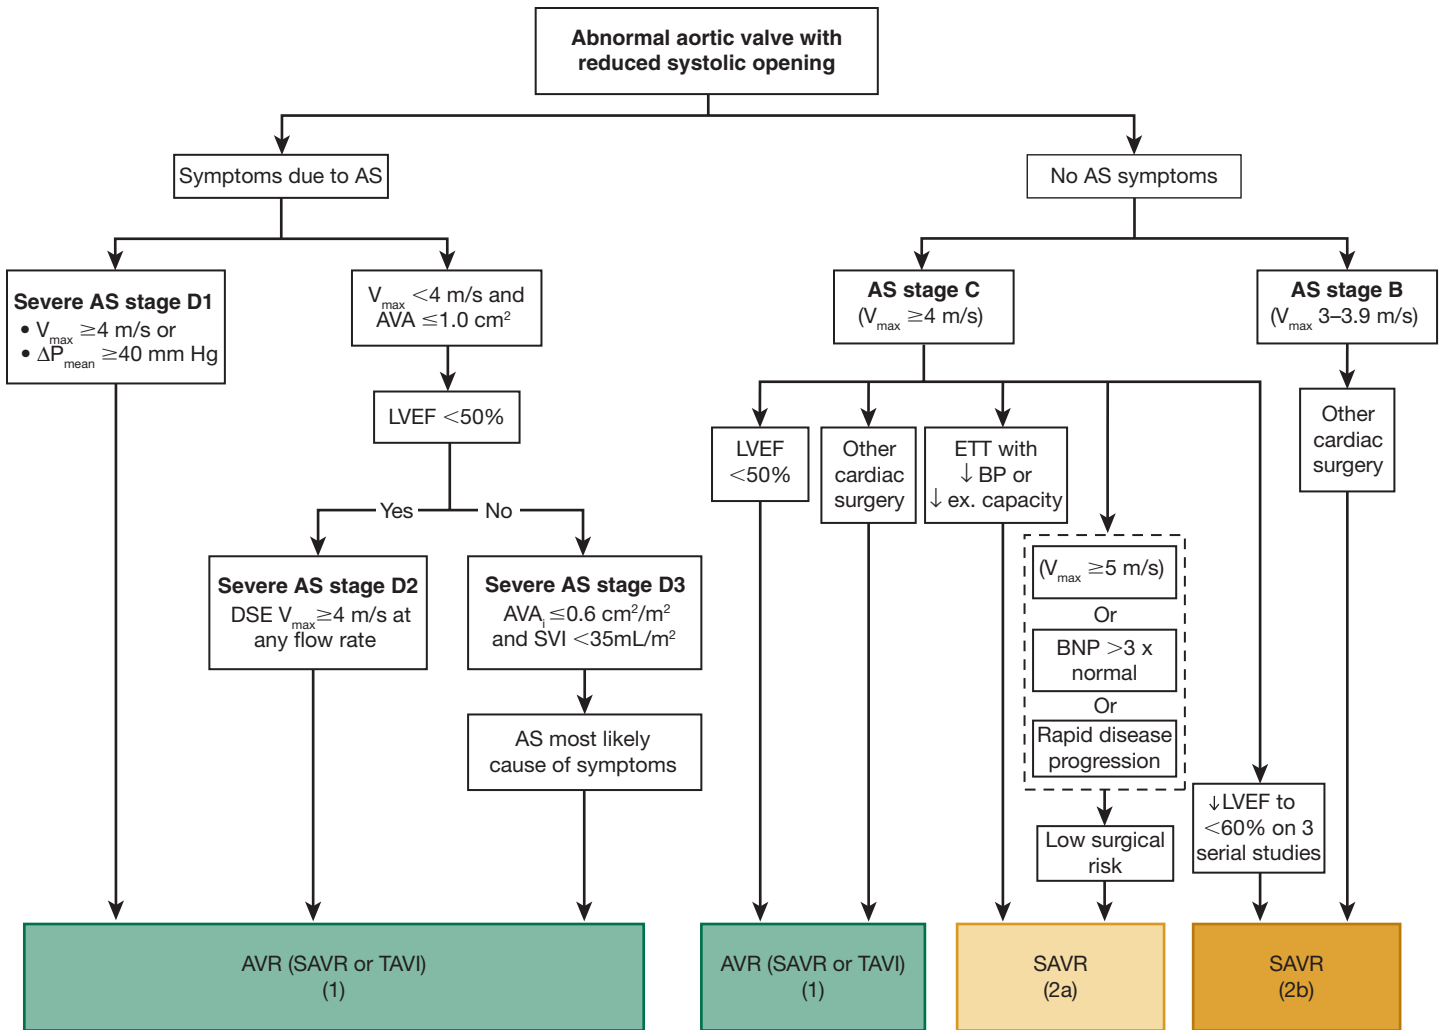 Abnormal aortic valve with
reduced systolic opening
Symptoms due to AS
No AS symptoms
Severe AS stage D1
• Vmax ≥4 m/s or
• ΔPmean ≥40 mm Hg
Vmax <4 m/s and
AVA ≤1.0 cm²
AS stage C
(Vmax ≥4 m/s)
AS stage B
(Vmax 3–3.9 m/s)
LVEF <50%
LVEF
<50%
Other
cardiac
surgery
ETT with
↓ BP or
↓ ex. capacity
Other
cardiac
surgery
Yes
No
Severe AS stage D2
DSE Vmax≥4 m/s at
any flow rate
Severe AS stage D3
AVAi ≤0.6 cm²/m²
and SVI <35mL/m²
(Vmax ≥5 m/s)
Or
BNP >3 x
normal
Or
Rapid disease
progression
AS most likely
cause of symptoms
↓LVEF to
<60% on 3
serial studies
Low surgical
risk
AVR (SAVR or TAVI)
(1)
AVR (SAVR or TAVI)
(1)
SAVR
(2a)
SAVR
(2b)